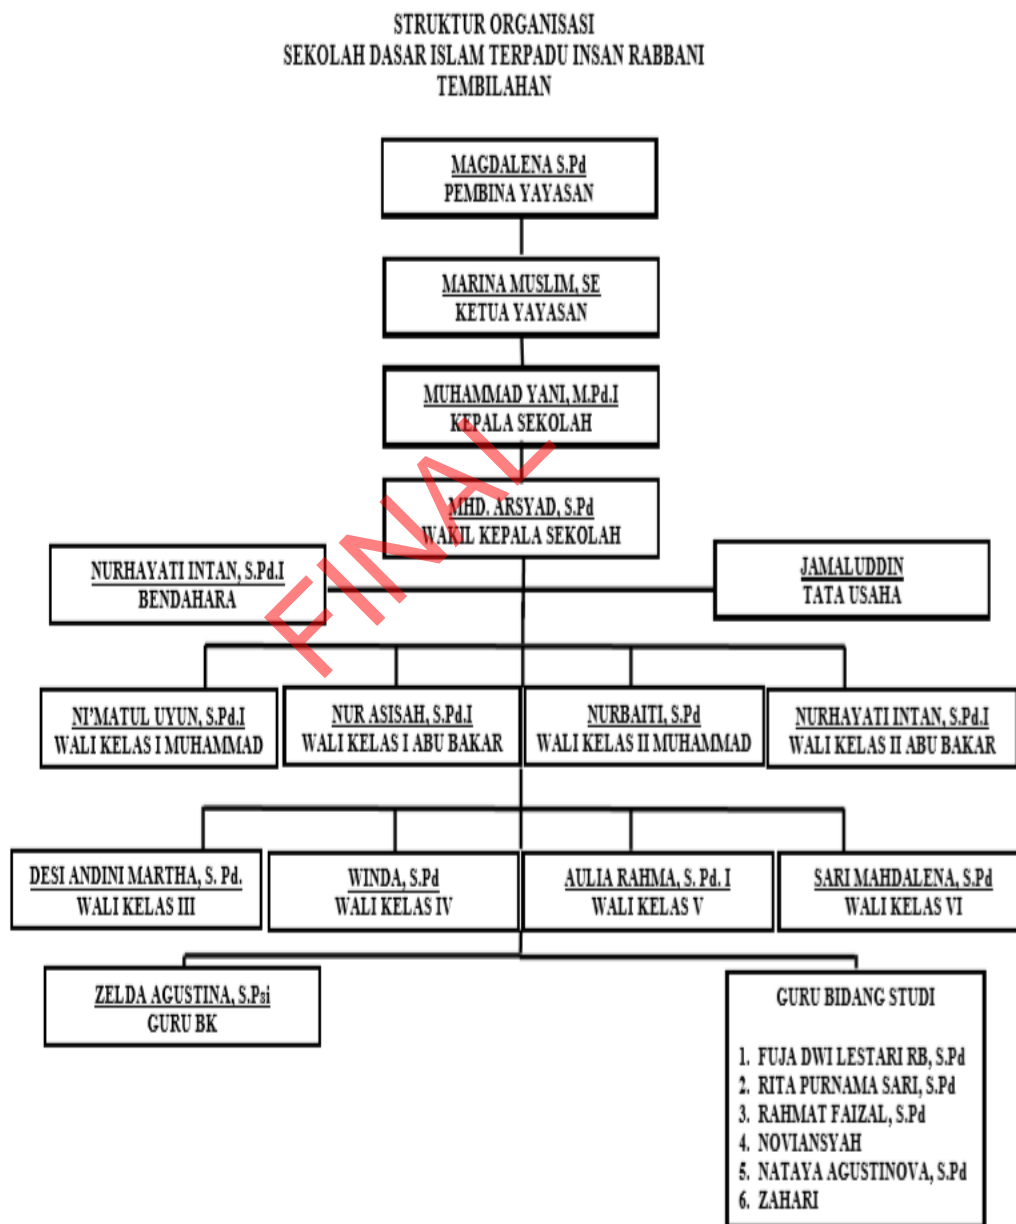 STRUKTUR ORGANISASI
SEKOLAH DASAR ISLAM TERPADU INSAN RABBANI
TEMBILAHAN
MAGDALENA S.Pd
PEMBINA YAYASAN
MARINA MUSLIM, SE
KETUA YAYASAN
MUHAMMAD YANI, M.Pd.I
KEPALA SEKOLAH
MHD. ARSYAD, S.Pd
WAKIL KEPALA SEKOLAH
NURHAYATI INTAN, S.Pd.I
BENDAHARA
JAMALUDDIN
TATA USAHA
FINAL
NI'MATUL UYUN, S.Pd.I
WALI KELAS I MUHAMMAD
NUR ASISAH, S.Pd.I
WALI KELAS I ABU BAKAR
NURBAITI, S.Pd
WALI KELAS II MUHAMMAD
NURHAYATI INTAN, S.Pd.I
WALI KELAS II ABU BAKAR
DESI ANDINI MARTHA, S. Pd.
WALI KELAS III
WINDA, S.Pd
WALI KELAS IV
AULIA RAHMA, S. Pd. I
WALI KELAS V
SARI MAHDALENA, S.Pd
WALI KELAS VI
ZELDA AGUSTINA, S.Psi
GURU BK
GURU BIDANG STUDI
1. FUJA DWI LESTARI RB, S.Pd
2. RITA PURNAMA SARI, S.Pd
3. RAHMAT FAIZAL, S.Pd
4. NOVIANSYAH
5. NATAYA AGUSTINOVA, S.Pd
6. ZAHARI